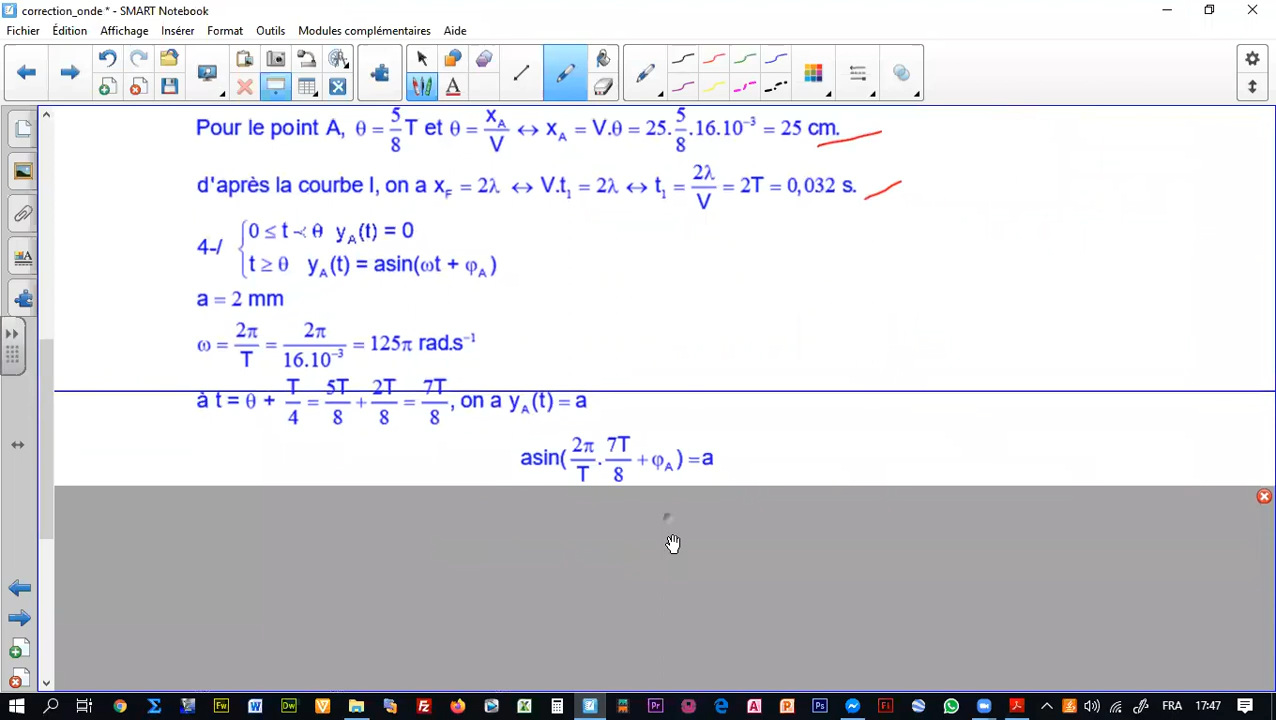 correction_onde * - SMART Notebook
Fichier Édition Affichage Insérer Format Outils Modules complémentaires Aide
Pour le point A, θ = 5/8 T et θ = x_A/V ↔ x_A = V.θ = 25. 5/8 .16.10⁻³ = 25 cm.
d'après la courbe I, on a x_F = 2λ ↔ V.t₁ = 2λ ↔ t₁ = 2λ/V = 2T = 0,032 s.
4-/ { 0 ≤ t ≺ θ y_A(t) = 0
t ≥ θ y_A(t) = asin(ωt + φ_A)
a = 2 mm
ω = 2π/T = 2π/16.10⁻³ = 125π rad.s⁻¹
à t = θ + T/4 = 5T/8 + 2T/8 = 7T/8, on a y_A(t) = a
asin(2π/T . 7T/8 + φ_A) = a
FRA 17:47